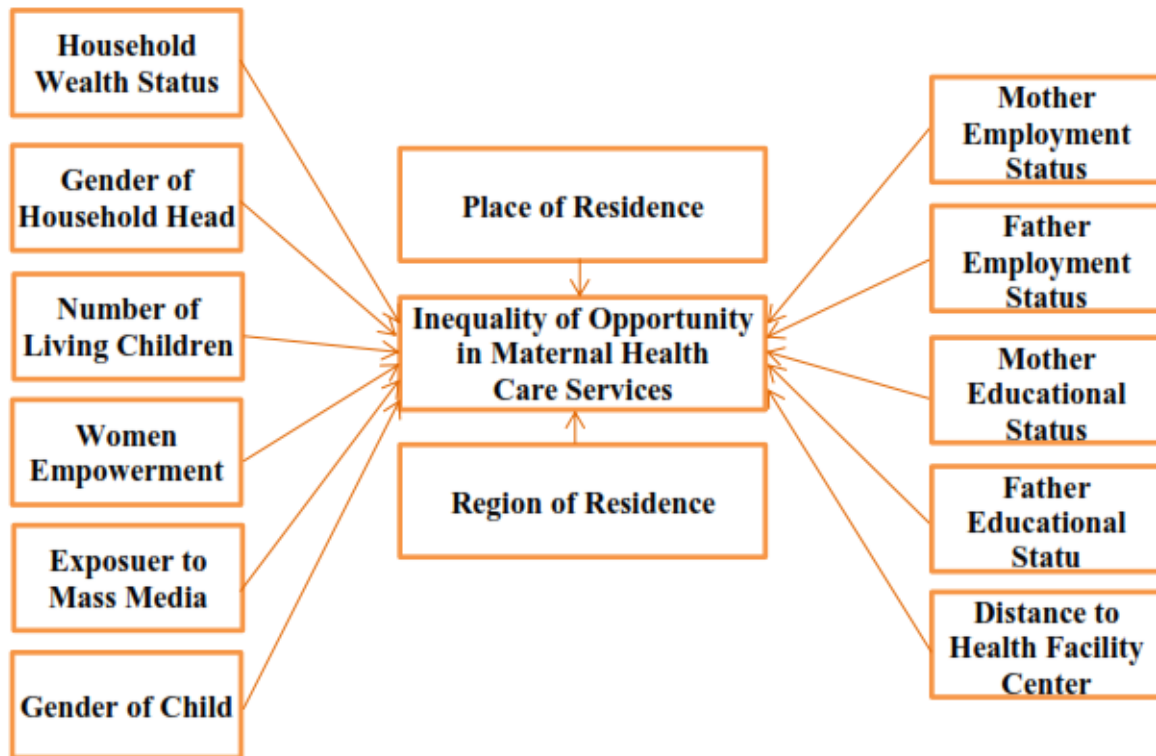 Household
Wealth Status
Gender of
Household Head
Number of
Living Children
Women
Empowerment
Exposuer to
Mass Media
Gender of Child
Place of Residence
Inequality of Opportunity
in Maternal Health
Care Services
Region of Residence
Mother
Employment
Status
Father
Employment
Status
Mother
Educational
Status
Father
Educational
Statu
Distance to
Health Facility
Center